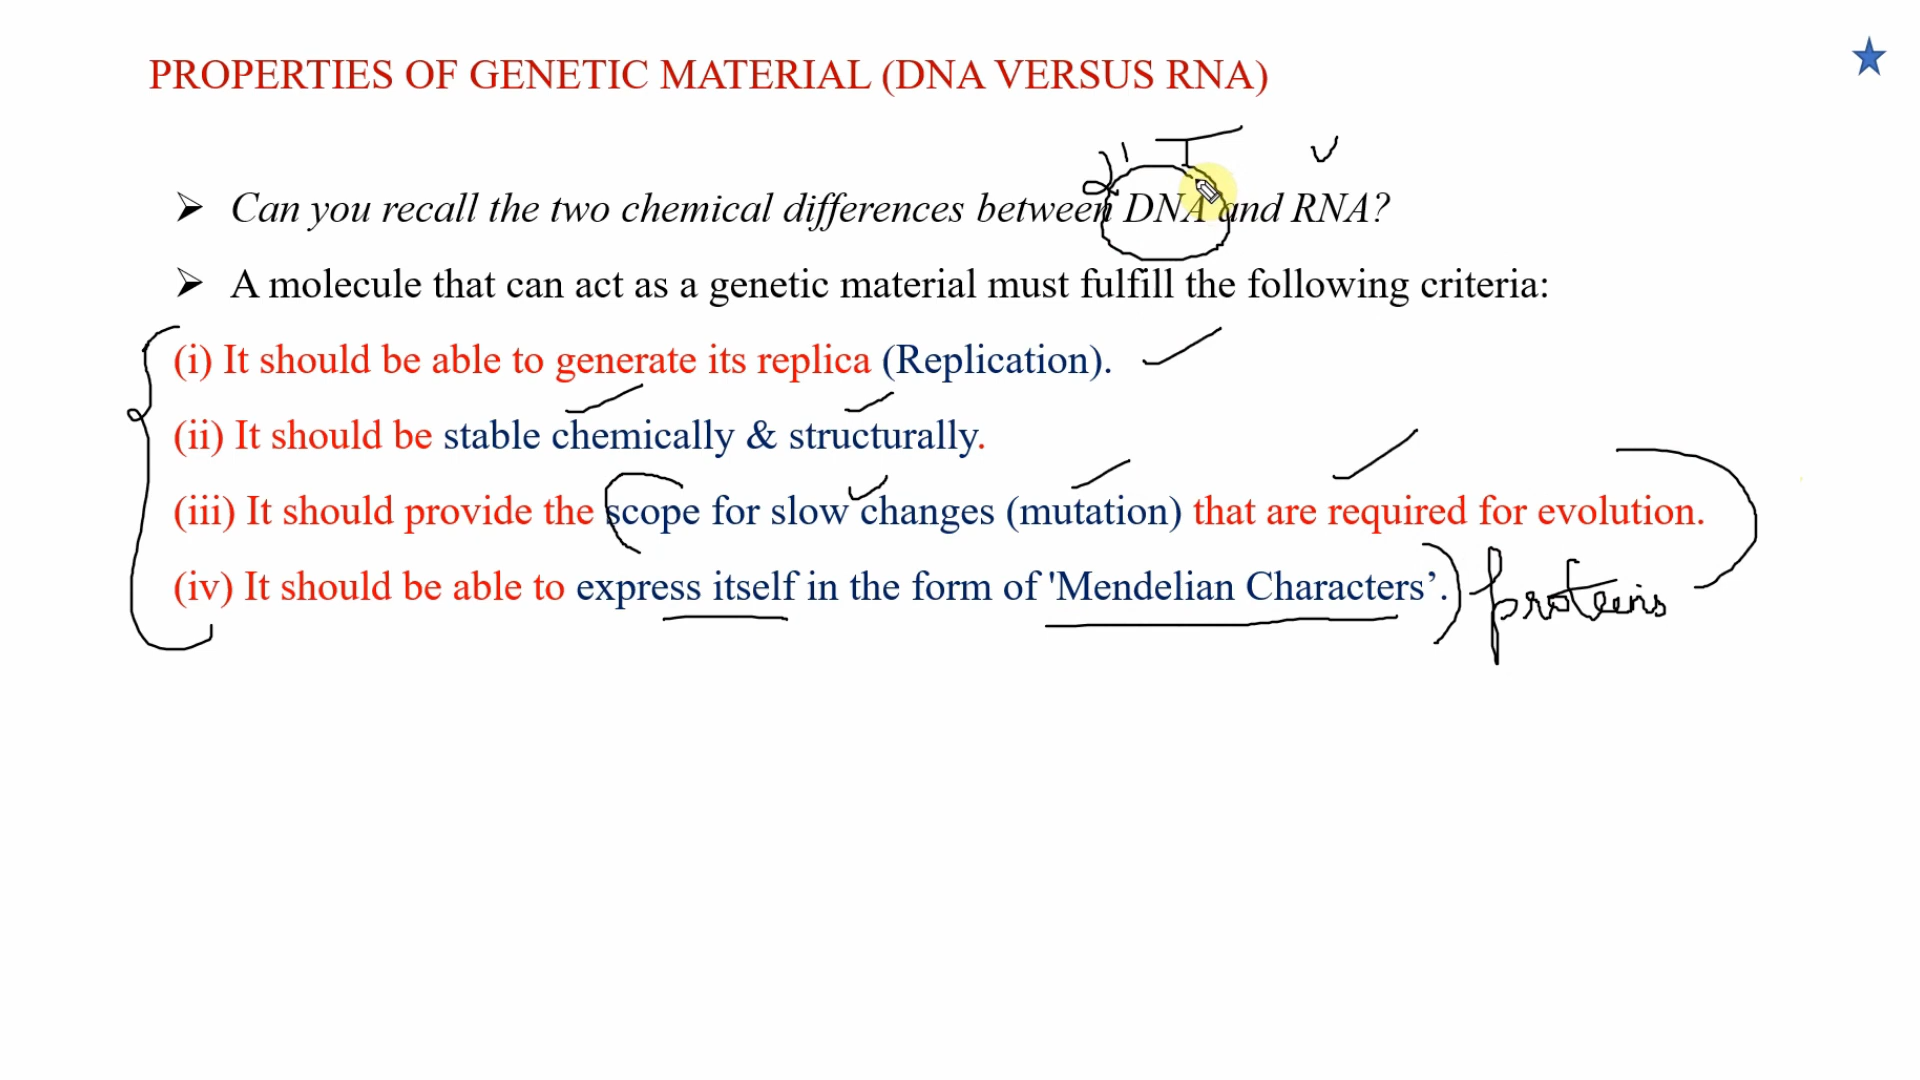 PROPERTIES OF GENETIC MATERIAL (DNA VERSUS RNA)
2' T U
➢ Can you recall the two chemical differences between DNA and RNA?
➢ A molecule that can act as a genetic material must fulfill the following criteria:
(i) It should be able to generate its replica (Replication).
(ii) It should be stable chemically & structurally.
(iii) It should provide the scope for slow changes (mutation) that are required for evolution.
(iv) It should be able to express itself in the form of 'Mendelian Characters’. proteins